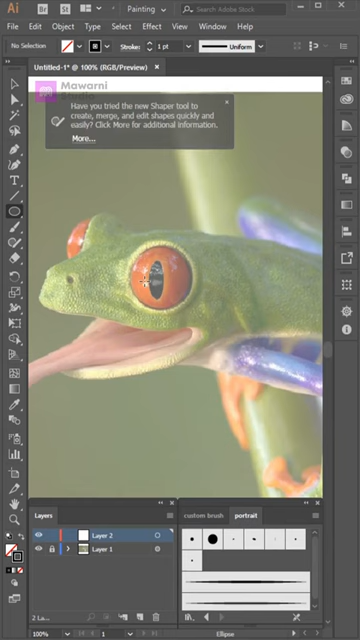 Ai
Br
St
Painting
Search Adobe Stock
File Edit Object Type Select Effect View Window
No Selection
Stroke:
1 pt
Uniform
Untitled-1* @ 100% (RGB/Preview)
Mawarni
Studio
Have you tried the new Shaper tool to
create, merge, and edit shapes quickly and
easily? Click More for additional information.
More...
Layers
custom brush
portrait
Layer 2
Layer 1
2 La...
100%
1
Ellipse